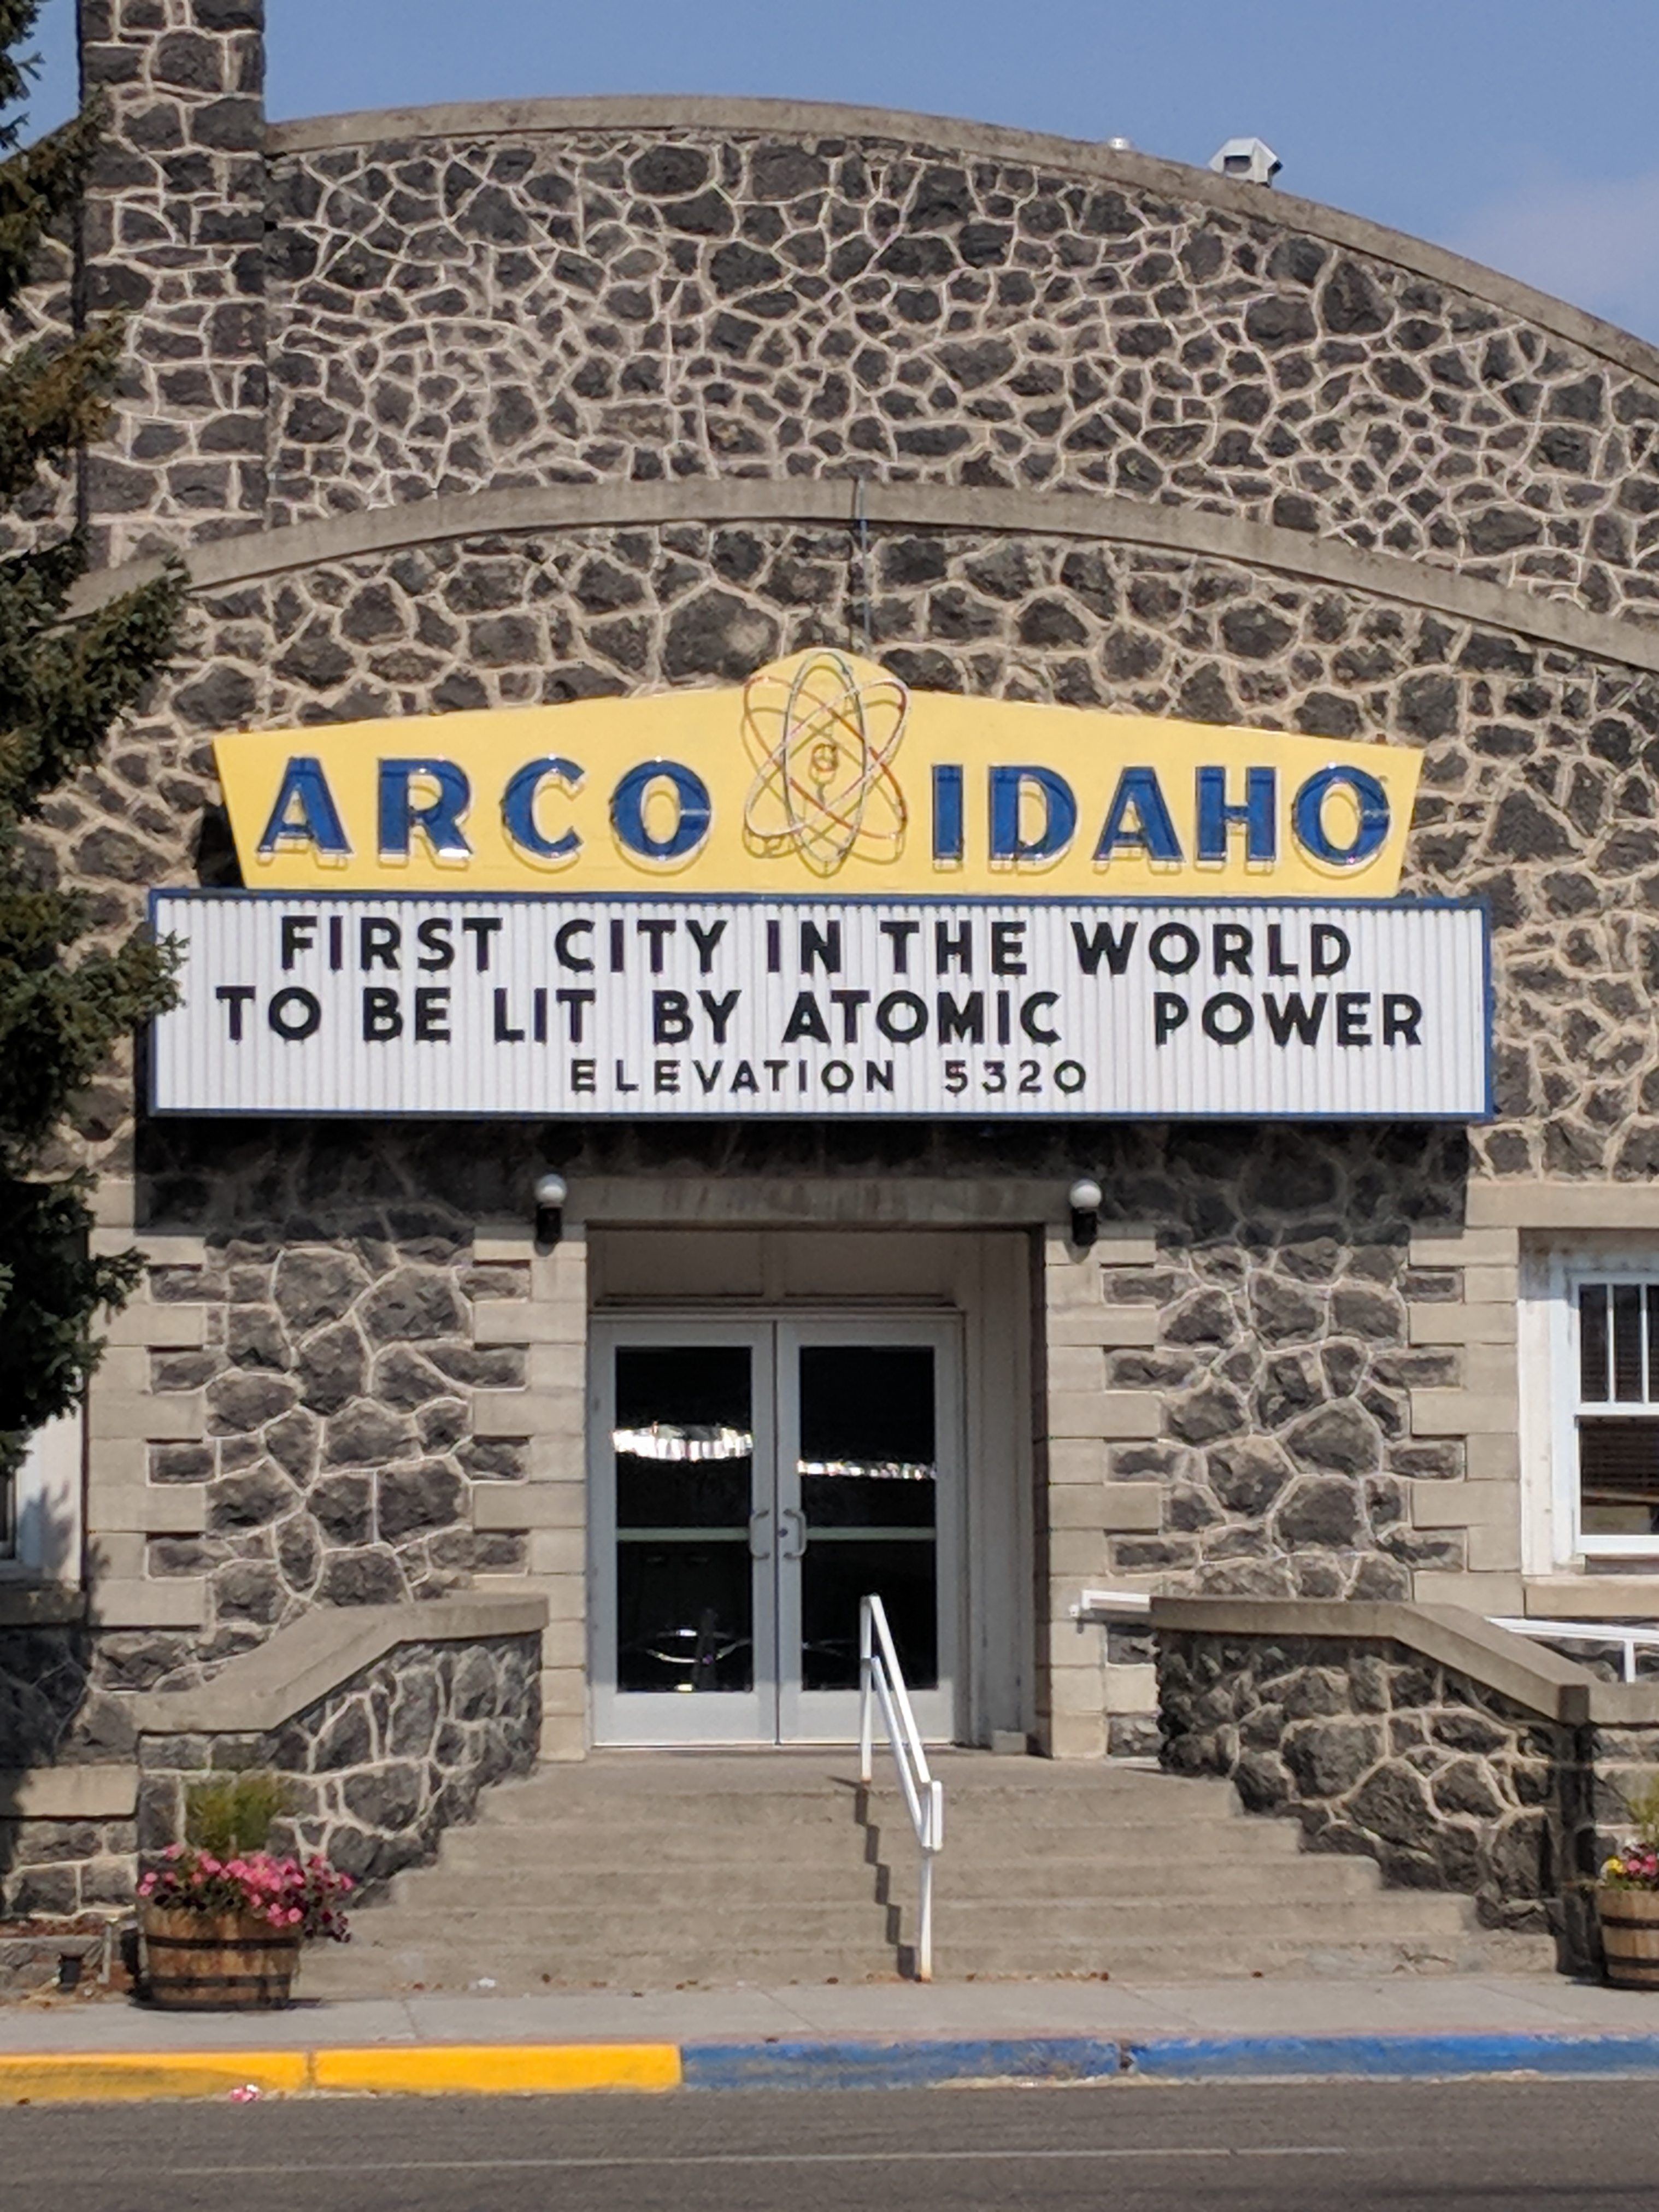 ARCO IDAHO
FIRST CITY IN THE WORLD
TO BE LIT BY ATOMIC POWER
ELEVATION 5320